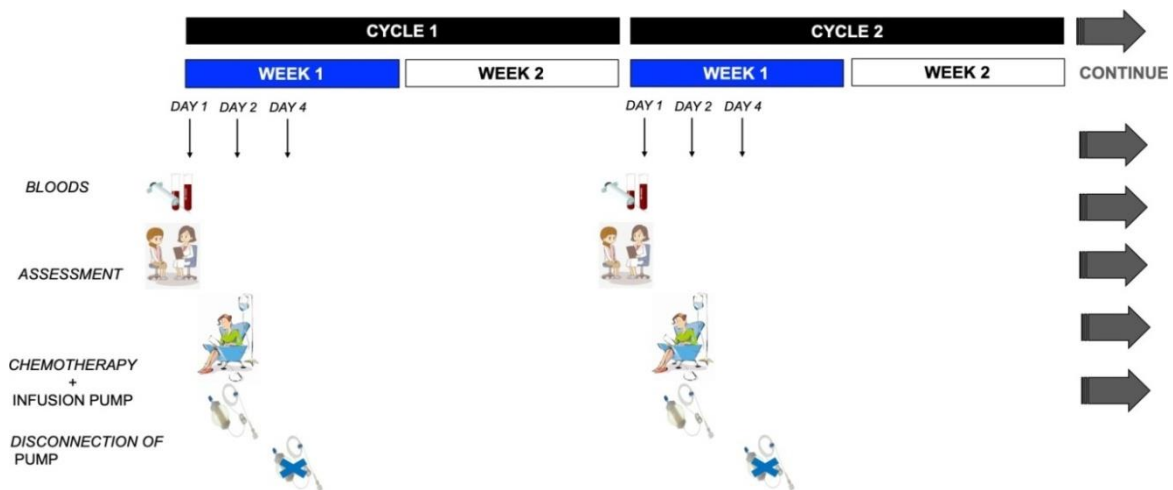 CYCLE 1 CYCLE 2
WEEK 1 WEEK 2 WEEK 1 WEEK 2 CONTINUE
DAY 1 DAY 2 DAY 4 DAY 1 DAY 2 DAY 4
BLOODS
ASSESSMENT
CHEMOTHERAPY
+
INFUSION PUMP
DISCONNECTION OF
PUMP